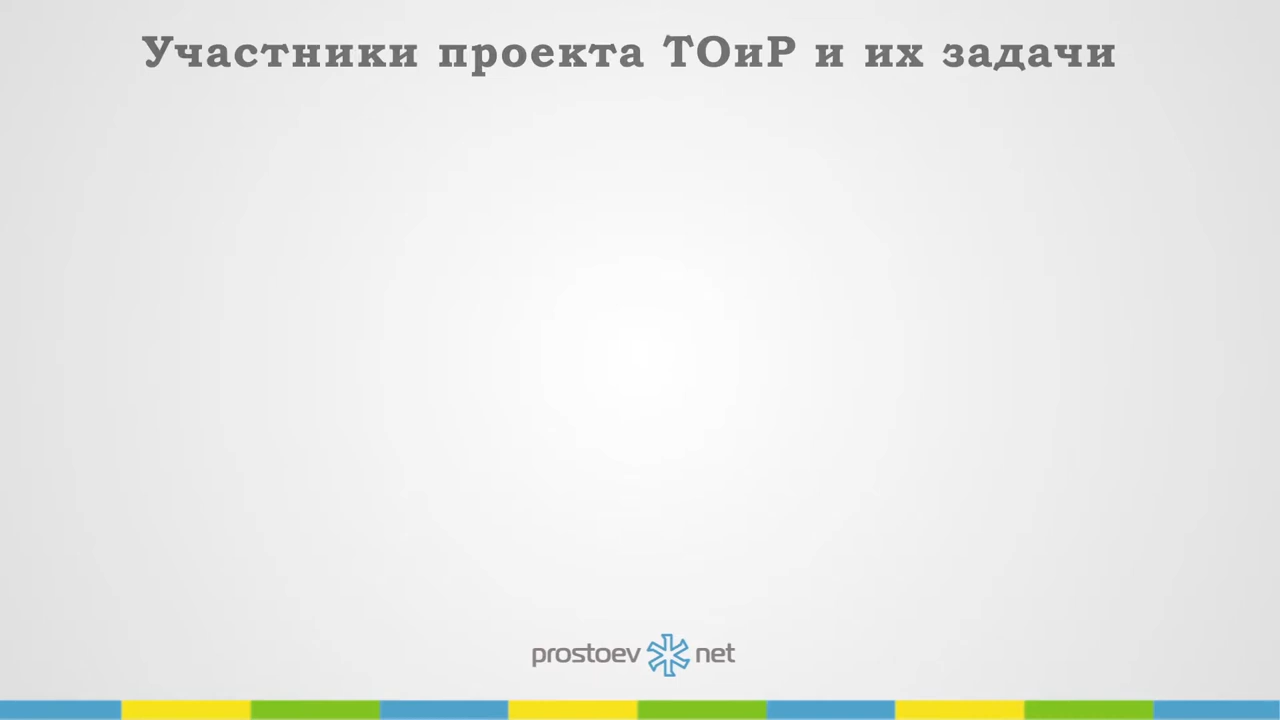 Участники проекта ТОиР и их задачи
prostoev net